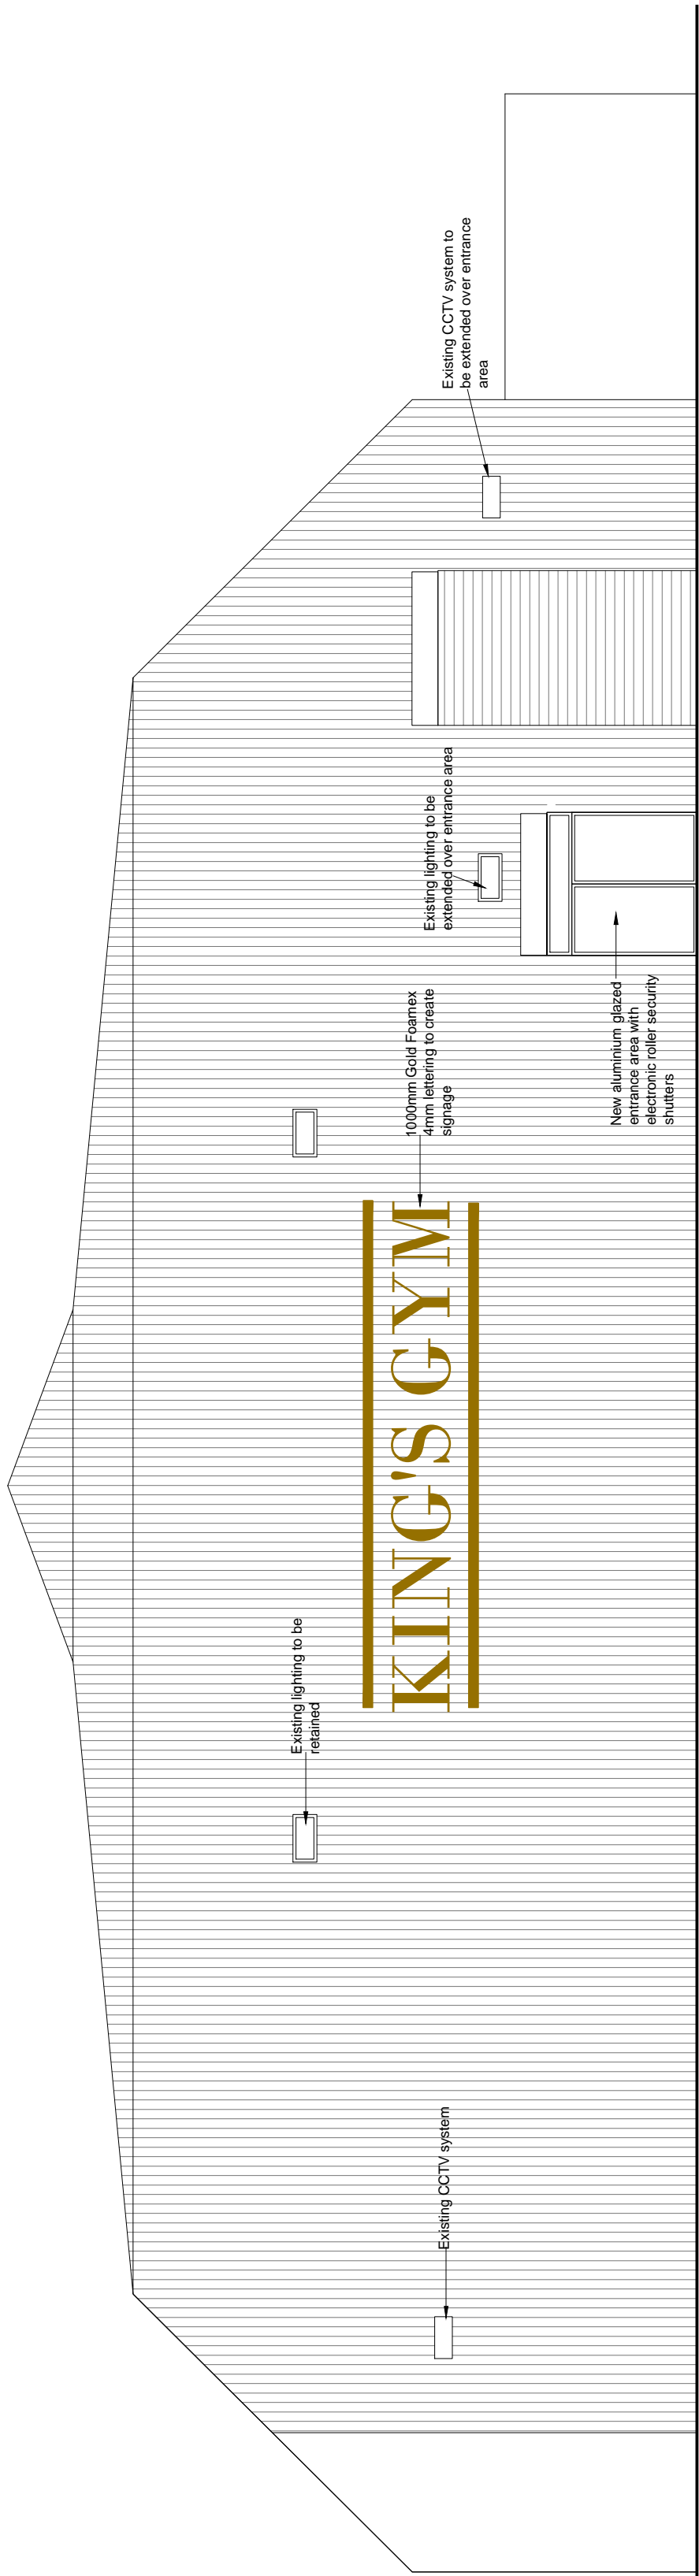 Existing CCTV system
Existing lighting to be
retained
KING'S GYM
1000mm Gold Foamex
4mm lettering to create
signage
Existing lighting to be
extended over entrance area
New aluminium glazed
entrance area with
electronic roller security
shutters
Existing CCTV system to
be extended over entrance
area